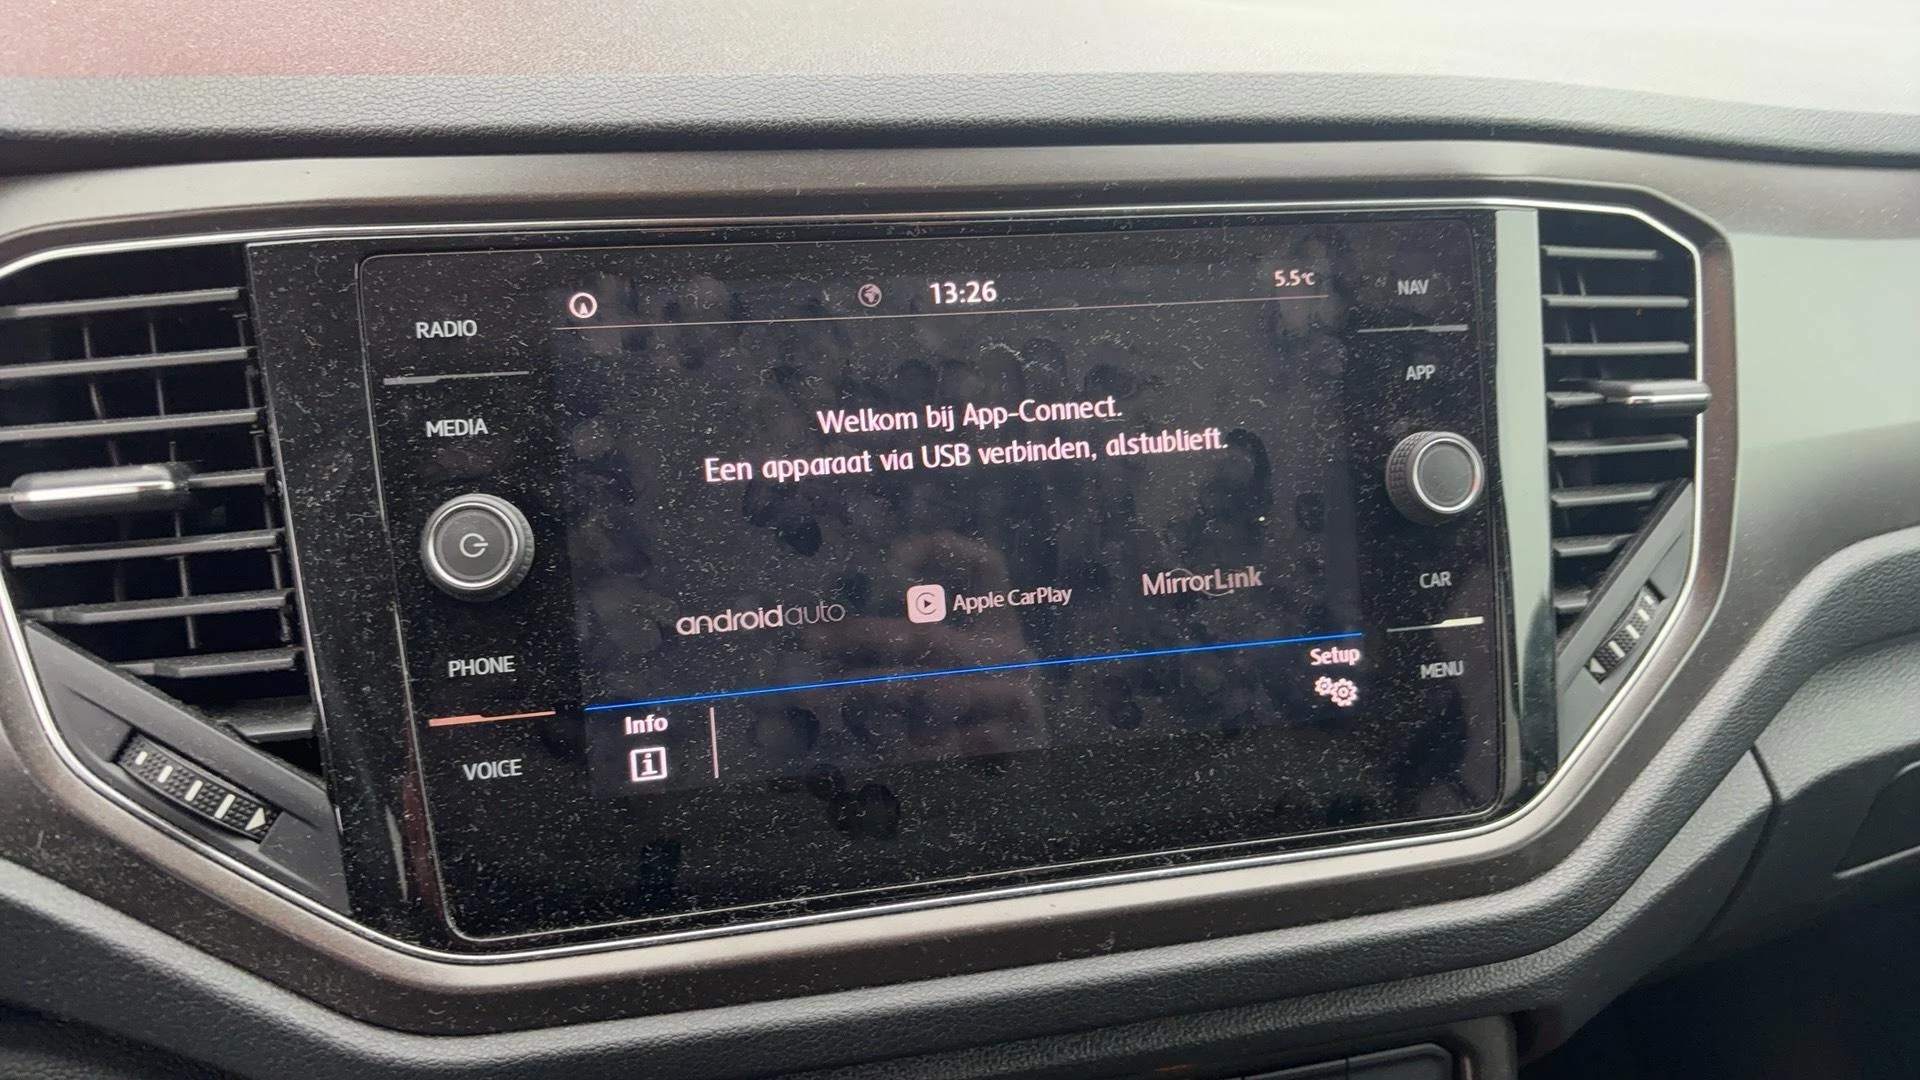 13:26
5.5°C
RADIO
MEDIA
PHONE
VOICE
Welkom bij App-Connect.
Een apparaat via USB verbinden, alstublieft.
androidauto
Apple CarPlay
MirrorLink
Info
i
Setup
NAV
APP
CAR
MENU